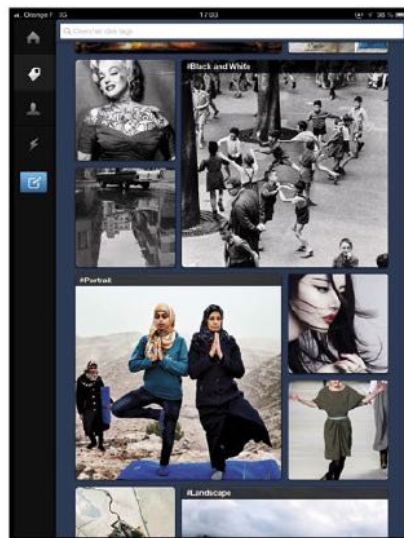 Orange F 3G 17:03 38 %
Chercher des tags
#Black and White
#Portrait
#Landscape